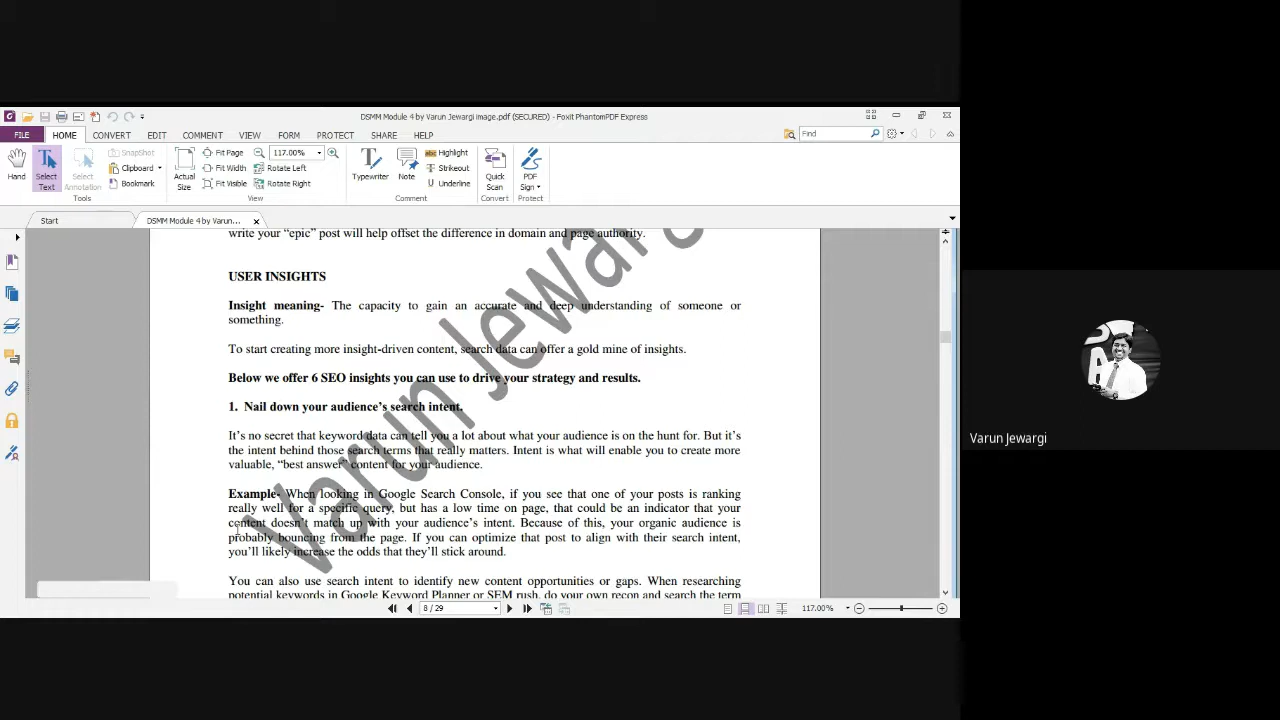 DSMM Module 4 by Varun Jewargi image.pdf (SECURED) - Foxit PhantomPDF Express
FILE HOME CONVERT EDIT COMMENT VIEW FORM PROTECT SHARE HELP Find
SnapShot Fit Page 117.00% abc Highlight
Clipboard Fit Width Rotate Left Strikeout
Bookmark Fit Visible Rotate Right Underline
Hand Select Text Select Annotation Actual Size Typewriter Note Quick Scan PDF Sign
Tools View Comment Convert Protect
Start DSMM Module 4 by Varun...
write your “epic” post will help offset the difference in domain and page authority.
USER INSIGHTS
Insight meaning- The capacity to gain an accurate and deep understanding of someone or
something.
To start creating more insight-driven content, search data can offer a gold mine of insights.
Below we offer 6 SEO insights you can use to drive your strategy and results.
1. Nail down your audience’s search intent.
It’s no secret that keyword data can tell you a lot about what your audience is on the hunt for. But it’s
the intent behind those search terms that really matters. Intent is what will enable you to create more
valuable, “best answer” content for your audience.
Example- When looking in Google Search Console, if you see that one of your posts is ranking
really well for a specific query, but has a low time on page, that could be an indicator that your
content doesn’t match up with your audience’s intent. Because of this, your organic audience is
probably bouncing from the page. If you can optimize that post to align with their search intent,
you’ll likely increase the odds that they’ll stick around.
You can also use search intent to identify new content opportunities or gaps. When researching
potential keywords in Google Keyword Planner or SEM rush, do your own recon and search the term
Varun Jewarg
8 / 29 117.00%
Varun Jewargi